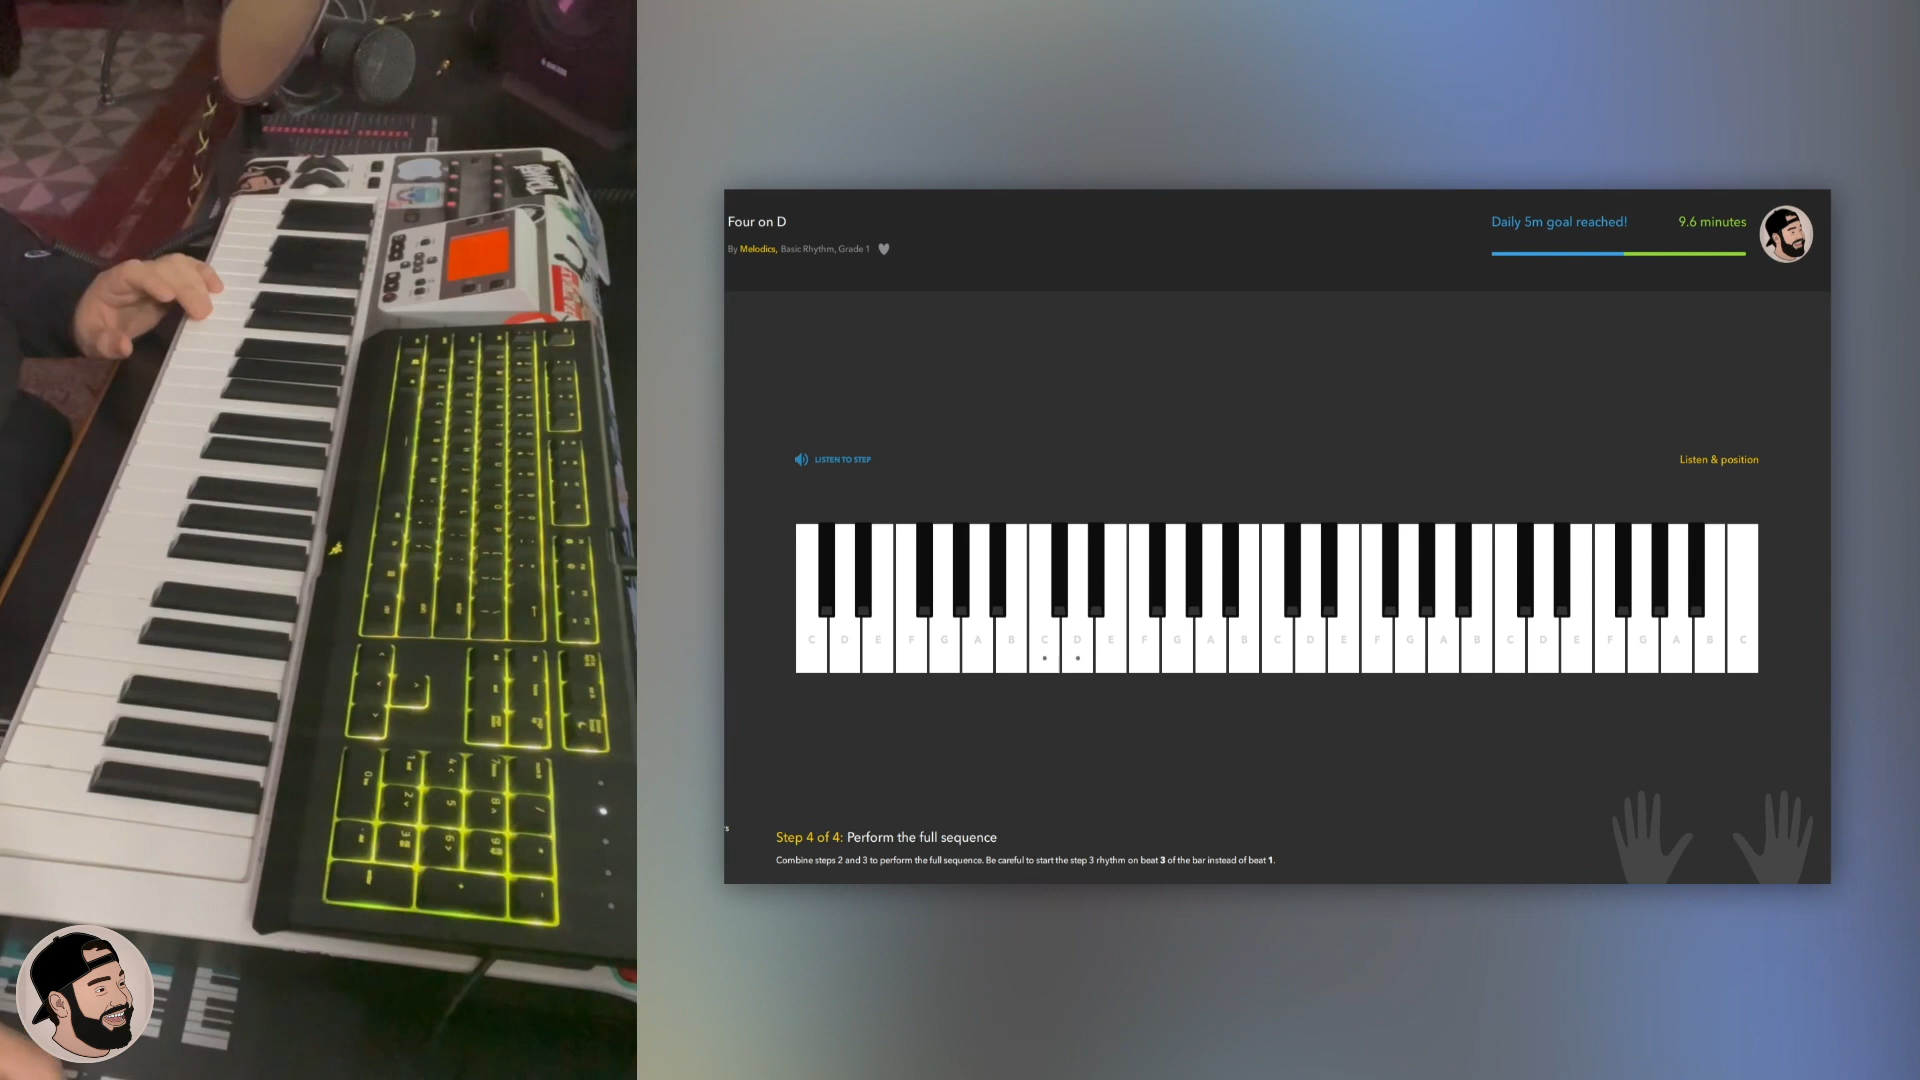 Four on D
Daily 5m goal reached!
9.6 minutes
By Melodics, Basic Rhythm, Grade 1
LISTEN TO STEP
Listen & position
C D E F G A B C D E F G A B C D E F G A B C D E F G A B C
Step 4 of 4: Perform the full sequence
Combine steps 2 and 3 to perform the full sequence. Be careful to start the step 3 rhythm on beat 3 of the bar instead of beat 1.